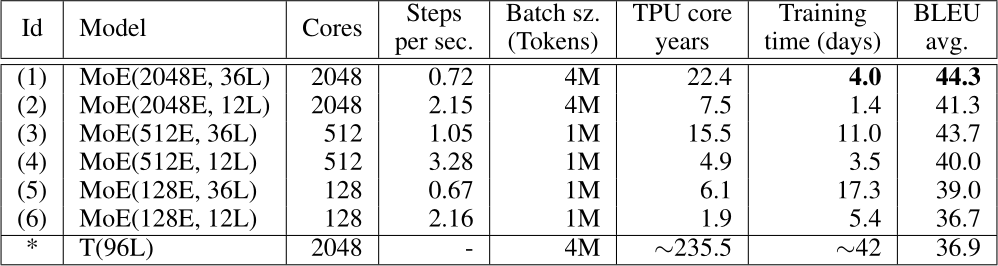 Id Model Cores Steps per sec. Batch sz. (Tokens) TPU core years Training time (days) BLEU avg.
(1) MoE(2048E, 36L) 2048 0.72 4M 22.4 4.0 44.3
(2) MoE(2048E, 12L) 2048 2.15 4M 7.5 1.4 41.3
(3) MoE(512E, 36L) 512 1.05 1M 15.5 11.0 43.7
(4) MoE(512E, 12L) 512 3.28 1M 4.9 3.5 40.0
(5) MoE(128E, 36L) 128 0.67 1M 6.1 17.3 39.0
(6) MoE(128E, 12L) 128 2.16 1M 1.9 5.4 36.7
* T(96L) 2048 - 4M ∼235.5 ∼42 36.9